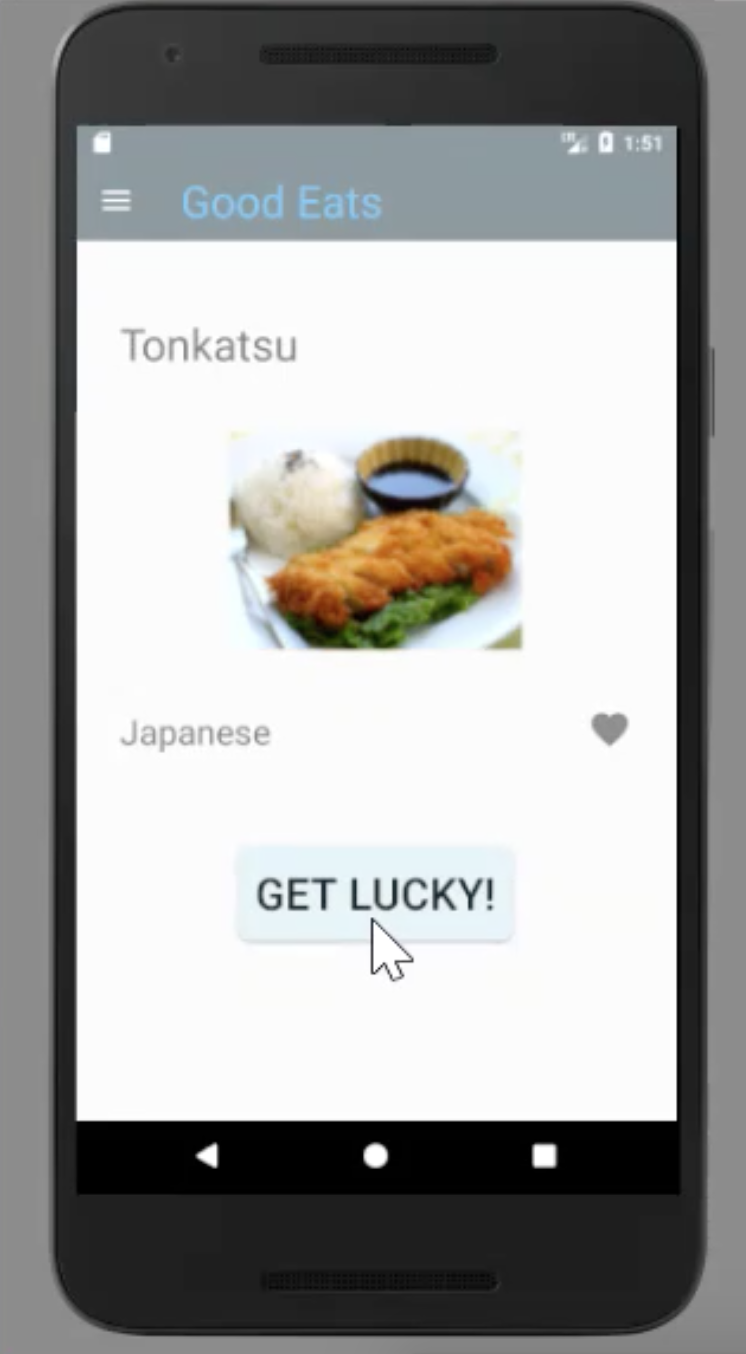 1:51
Good Eats
Tonkatsu
Japanese
GET LUCKY!